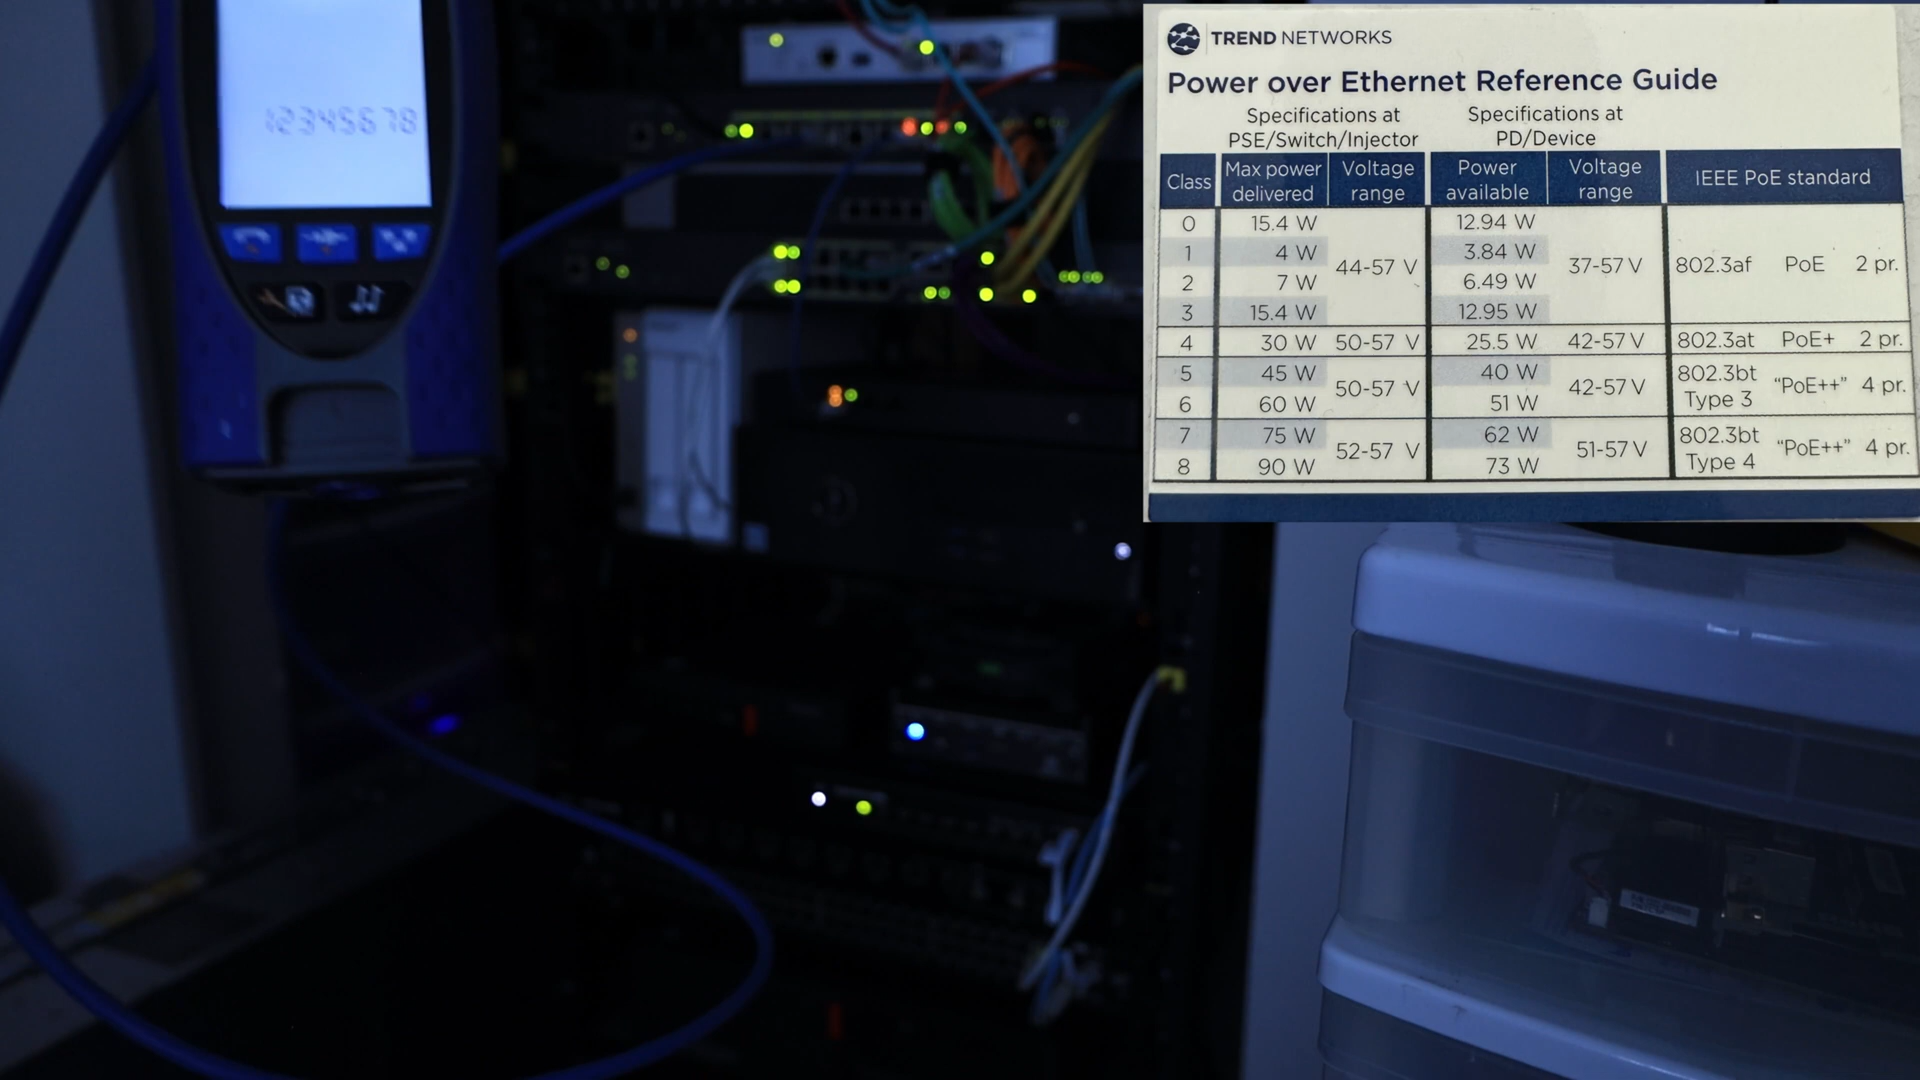 12345678
TREND NETWORKS
Power over Ethernet Reference Guide
Specifications at PSE/Switch/Injector
Specifications at PD/Device
Class Max power delivered Voltage range Power available Voltage range IEEE PoE standard
0 15.4 W 12.94 W
1 4 W 3.84 W
44-57 V 37-57 V 802.3af PoE 2 pr.
2 7 W 6.49 W
3 15.4 W 12.95 W
4 30 W 50-57 V 25.5 W 42-57 V 802.3at PoE+ 2 pr.
5 45 W 40 W
50-57 V 42-57 V 802.3bt Type 3 "PoE++" 4 pr.
6 60 W 51 W
7 75 W 62 W
52-57 V 51-57 V 802.3bt Type 4 "PoE++" 4 pr.
8 90 W 73 W